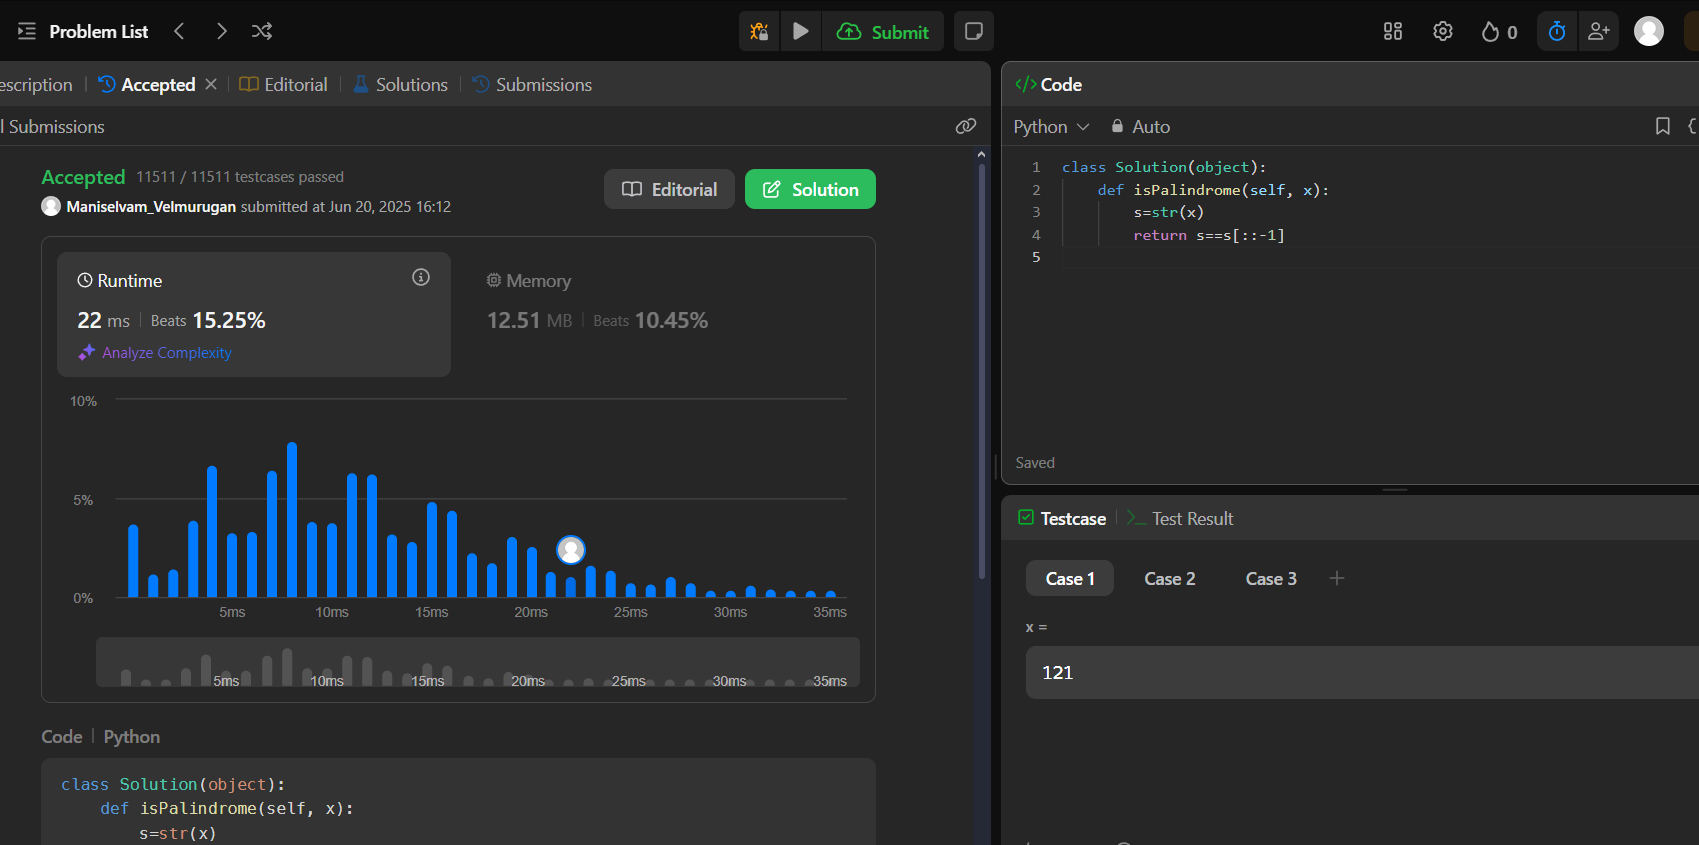 Problem List
Submit
0
escription
Accepted
Editorial
Solutions
Submissions
l Submissions
Accepted 11511 / 11511 testcases passed
Maniselvam_Velmurugan submitted at Jun 20, 2025 16:12
Editorial
Solution
Runtime
22 ms | Beats 15.25%
Analyze Complexity
Memory
12.51 MB | Beats 10.45%
10%
5%
0%
5ms 10ms 15ms 20ms 25ms 30ms 35ms
5ms 10ms 15ms 20ms 25ms 30ms 35ms
Code | Python
class Solution(object):
def isPalindrome(self, x):
s=str(x)
</> Code
Python Auto
{
1 class Solution(object):
2 def isPalindrome(self, x):
3 s=str(x)
4 return s==s[::-1]
5
Saved
Testcase
>_ Test Result
Case 1 Case 2 Case 3 +
x =
121